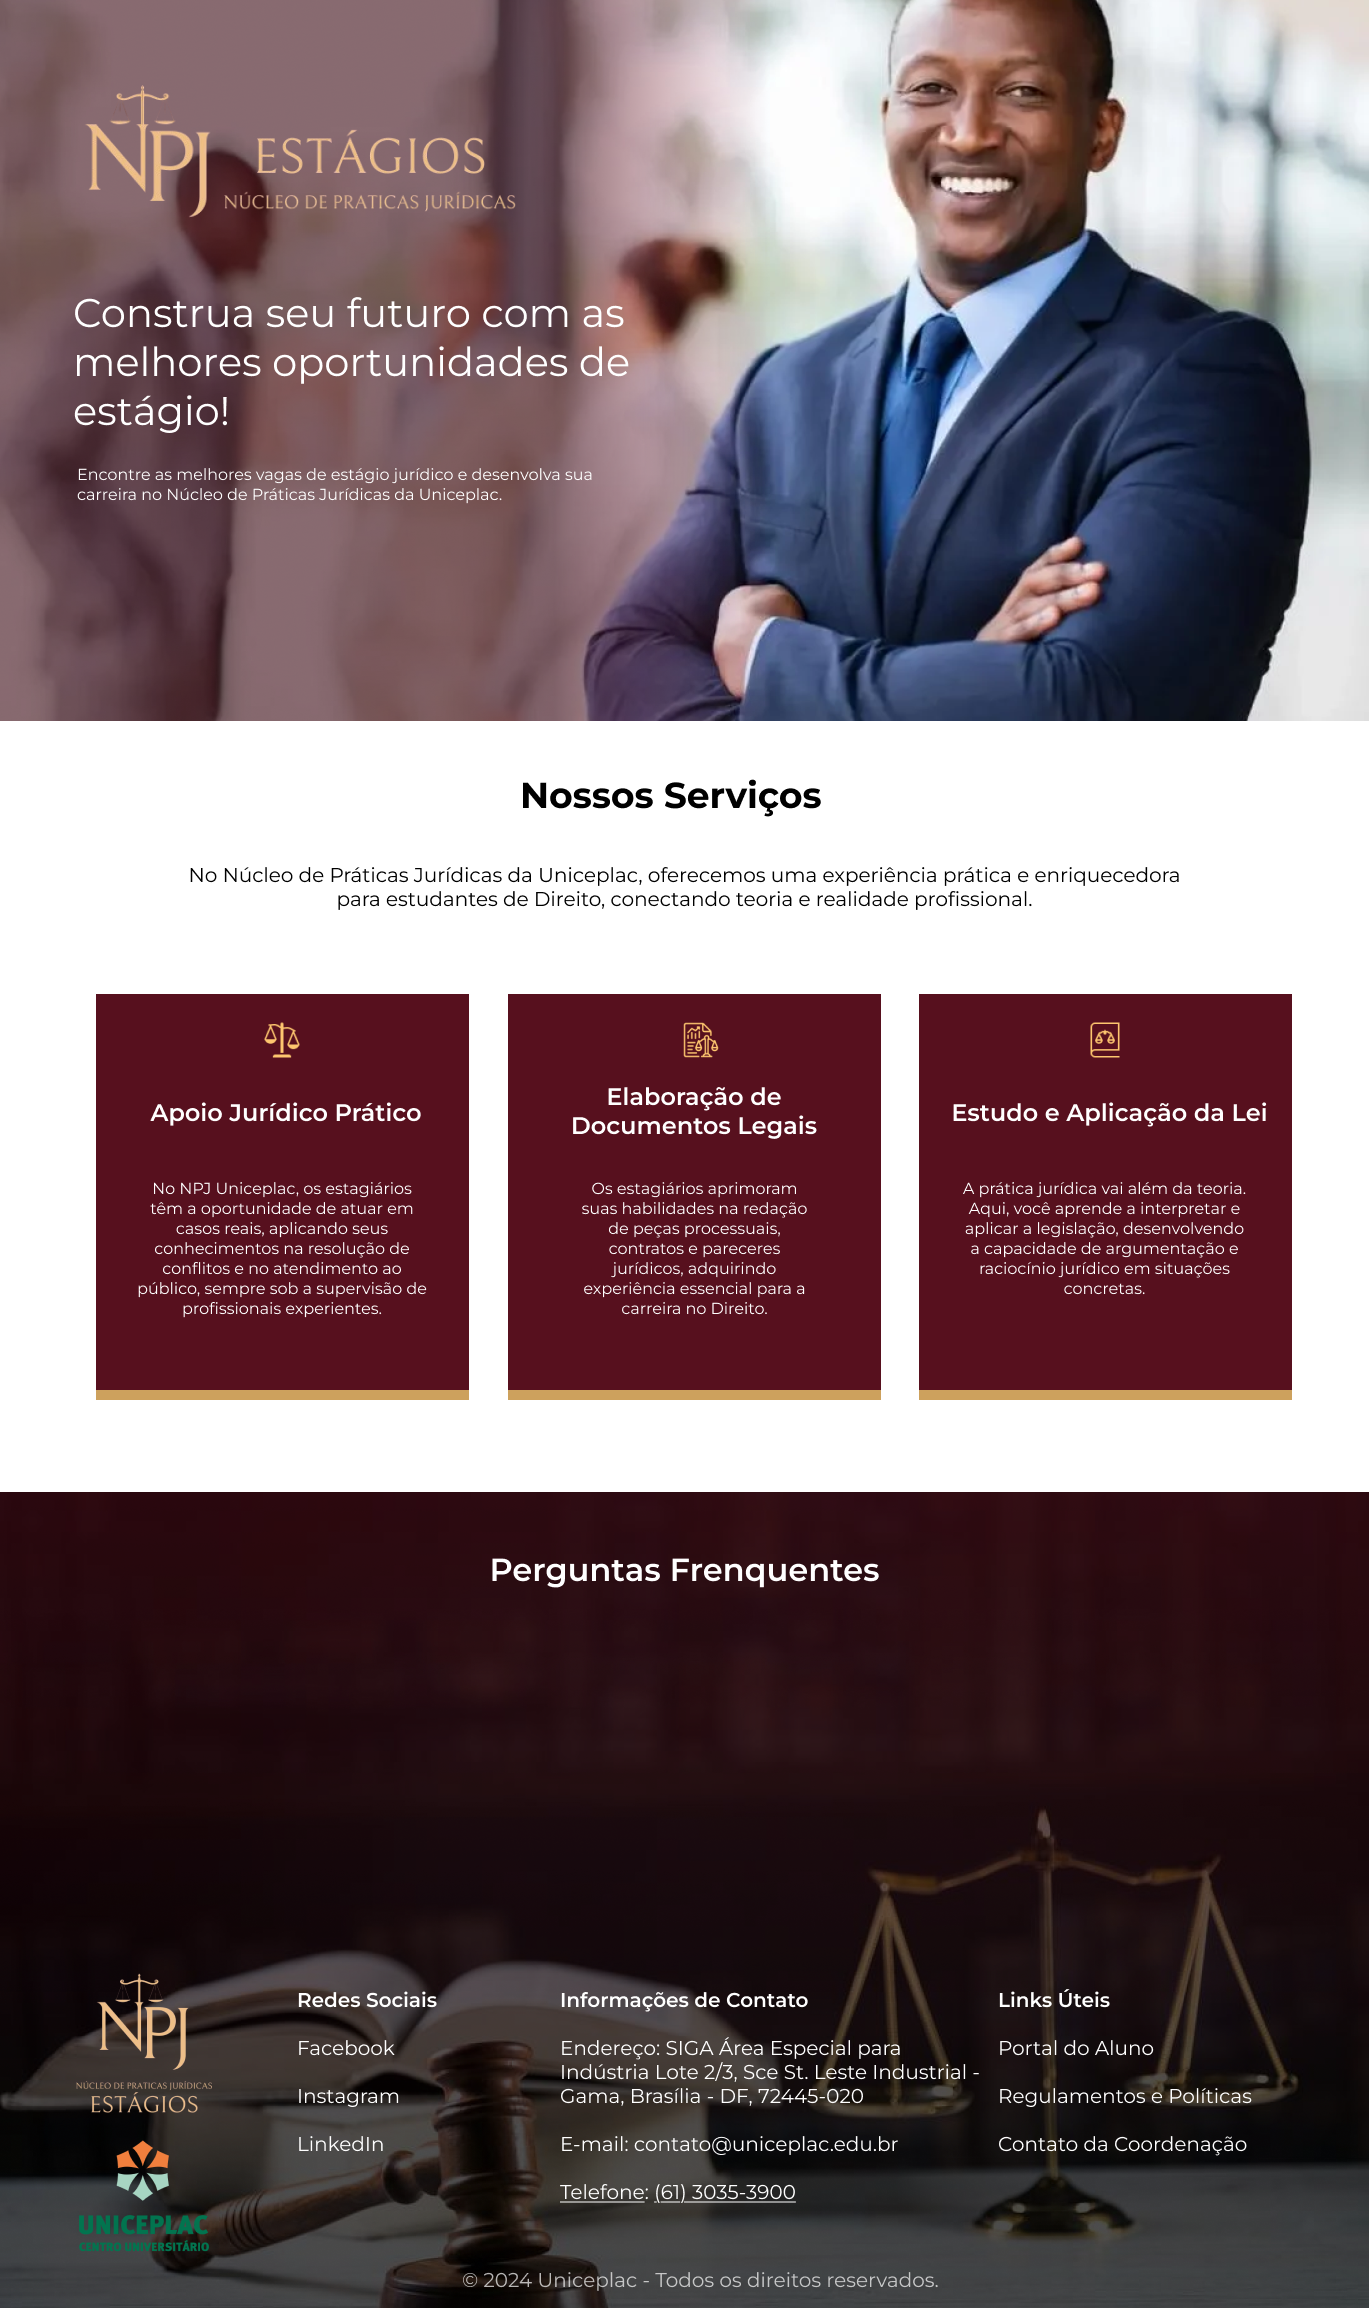 NPJ ESTÁGIOS
NÚCLEO DE PRATICAS JURÍDICAS
Construa seu futuro com as
melhores oportunidades de
estágio!
Encontre as melhores vagas de estágio jurídico e desenvolva sua
carreira no Núcleo de Práticas Jurídicas da Uniceplac.
Nossos Serviços
No Núcleo de Práticas Jurídicas da Uniceplac, oferecemos uma experiência prática e enriquecedora
para estudantes de Direito, conectando teoria e realidade profissional.
Apoio Jurídico Prático
No NPJ Uniceplac, os estagiários
têm a oportunidade de atuar em
casos reais, aplicando seus
conhecimentos na resolução de
conflitos e no atendimento ao
público, sempre sob a supervisão de
profissionais experientes.
Elaboração de
Documentos Legais
Os estagiários aprimoram
suas habilidades na redação
de peças processuais,
contratos e pareceres
jurídicos, adquirindo
experiência essencial para a
carreira no Direito.
Estudo e Aplicação da Lei
A prática jurídica vai além da teoria.
Aqui, você aprende a interpretar e
aplicar a legislação, desenvolvendo
a capacidade de argumentação e
raciocínio jurídico em situações
concretas.
Perguntas Frenquentes
NPJ
NÚCLEO DE PRATICAS JURÍDICAS
ESTÁGIOS
UNICEPLAC
CENTRO UNIVERSITÁRIO
Redes Sociais
Facebook
Instagram
LinkedIn
Informações de Contato
Endereço: SIGA Área Especial para
Indústria Lote 2/3, Sce St. Leste Industrial -
Gama, Brasília - DF, 72445-020
E-mail: contato@uniceplac.edu.br
Telefone: (61) 3035-3900
Links Úteis
Portal do Aluno
Regulamentos e Políticas
Contato da Coordenação
© 2024 Uniceplac - Todos os direitos reservados.